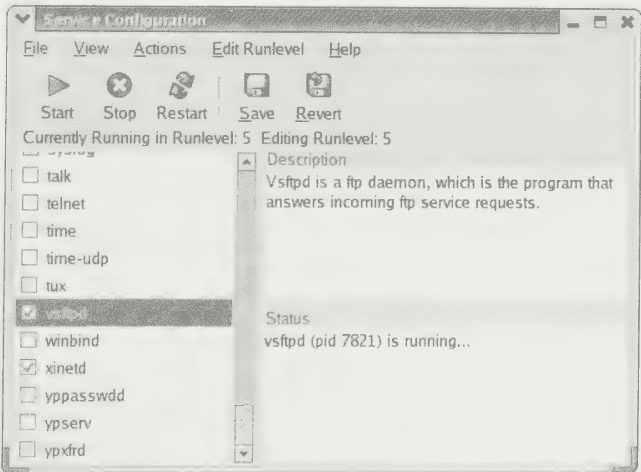 Service Configuration
File View Actions Edit Runlevel Help
Start Stop Restart Save Revert
Currently Running in Runlevel: 5 Editing Runlevel: 5
syslog
talk
telnet
time
time-udp
tux
vsftpd
winbind
xinetd
yppasswdd
ypserv
ypxfrd
Description
Vsftpd is a ftp daemon, which is the program that
answers incoming ftp service requests.
Status
vsftpd (pid 7821) is running...